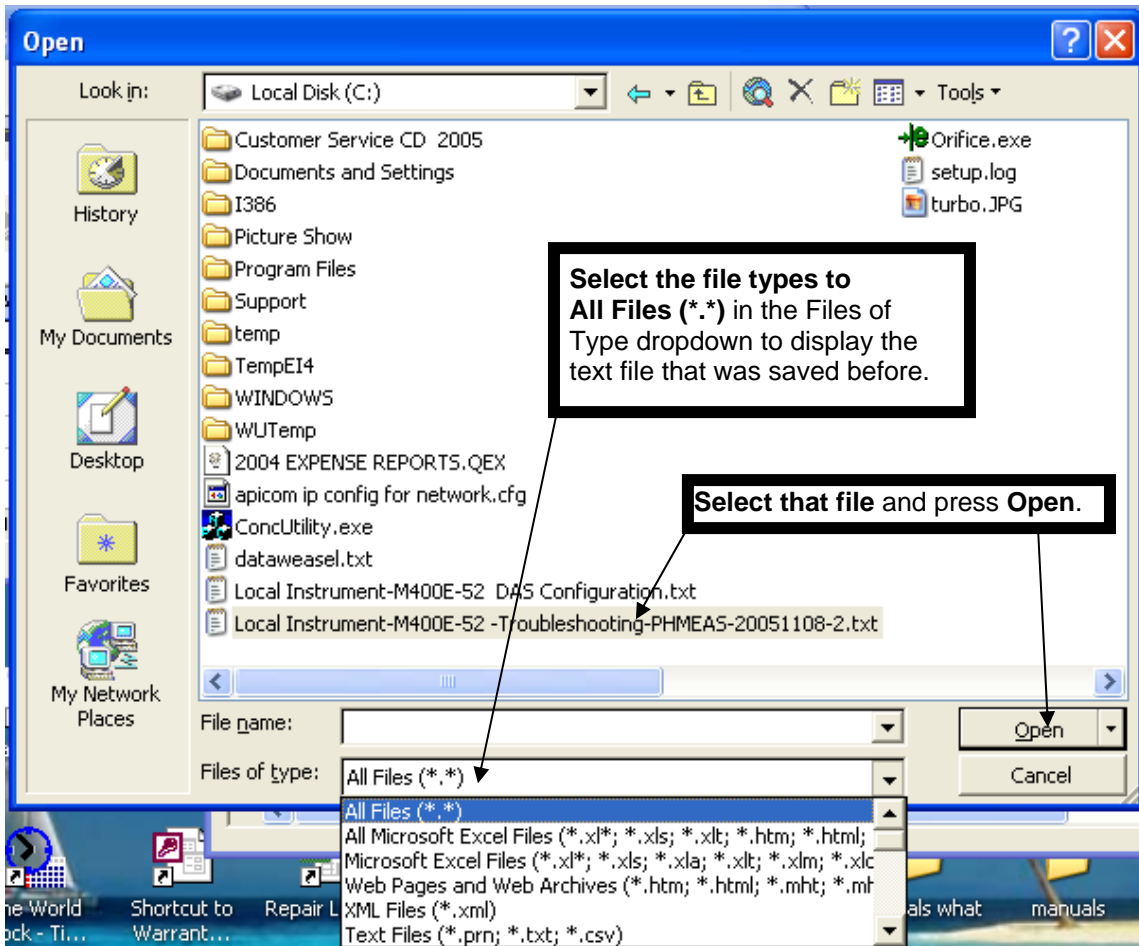 Open
Look in:
Local Disk (C:)
Tools
History
My Documents
Desktop
Favorites
My Network
Places
Customer Service CD 2005
Documents and Settings
I386
Picture Show
Program Files
Support
temp
TempEI4
WINDOWS
WUTemp
2004 EXPENSE REPORTS.QEX
apicom ip config for network.cfg
ConcUtility.exe
dataweasel.txt
Local Instrument-M400E-52 DAS Configuration.txt
Local Instrument-M400E-52 -Troubleshooting-PHMEAS-20051108-2.txt
Orifice.exe
setup.log
turbo.JPG
Select the file types to
All Files (*.*) in the Files of
Type dropdown to display the
text file that was saved before.
Select that file and press Open.
File name:
Open
Files of type:
All Files (*.*)
Cancel
All Files (*.*)
All Microsoft Excel Files (*.xl*; *.xls; *.xlt; *.htm; *.html;
Microsoft Excel Files (*.xl*; *.xls; *.xla; *.xlt; *.xlm; *.xlc
Web Pages and Web Archives (*.htm; *.html; *.mht; *.mh
XML Files (*.xml)
Text Files (*.prn; *.txt; *.csv)
World
Ti...
Shortcut to
Warrant...
Repair L
what
manuals